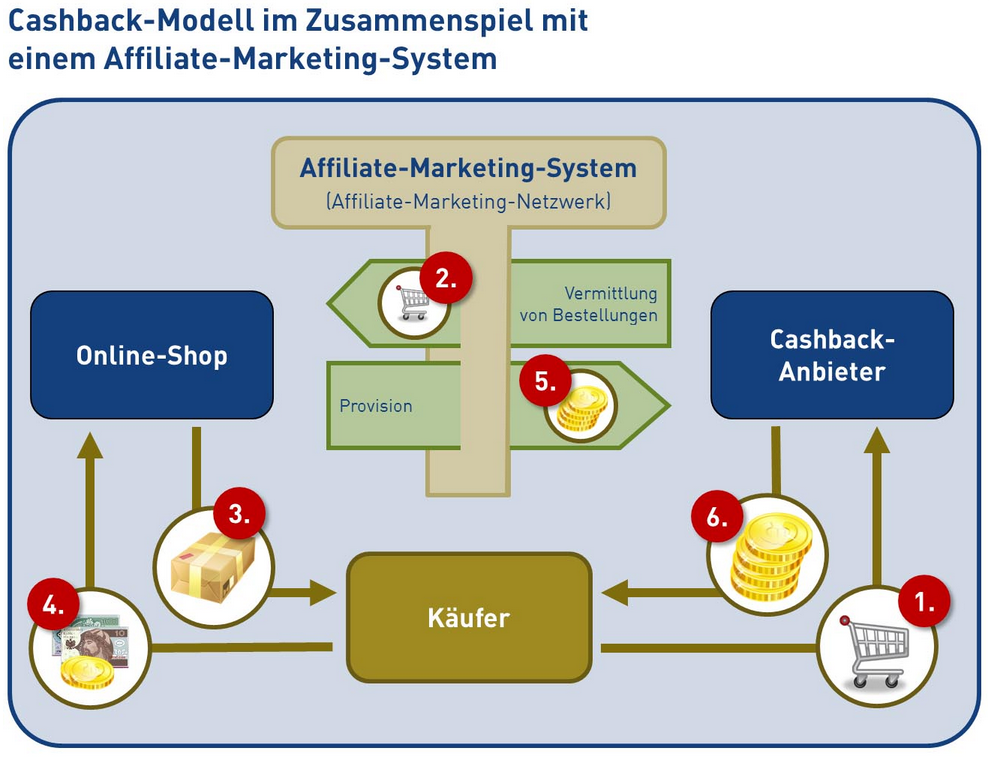 Cashback-Modell im Zusammenspiel mit
einem Affiliate-Marketing-System
Affiliate-Marketing-System
(Affiliate-Marketing-Netzwerk)
2.
Vermittlung
von Bestellungen
Online-Shop
Cashback-
Anbieter
5.
Provision
3.
6.
4.
10
Käufer
1.